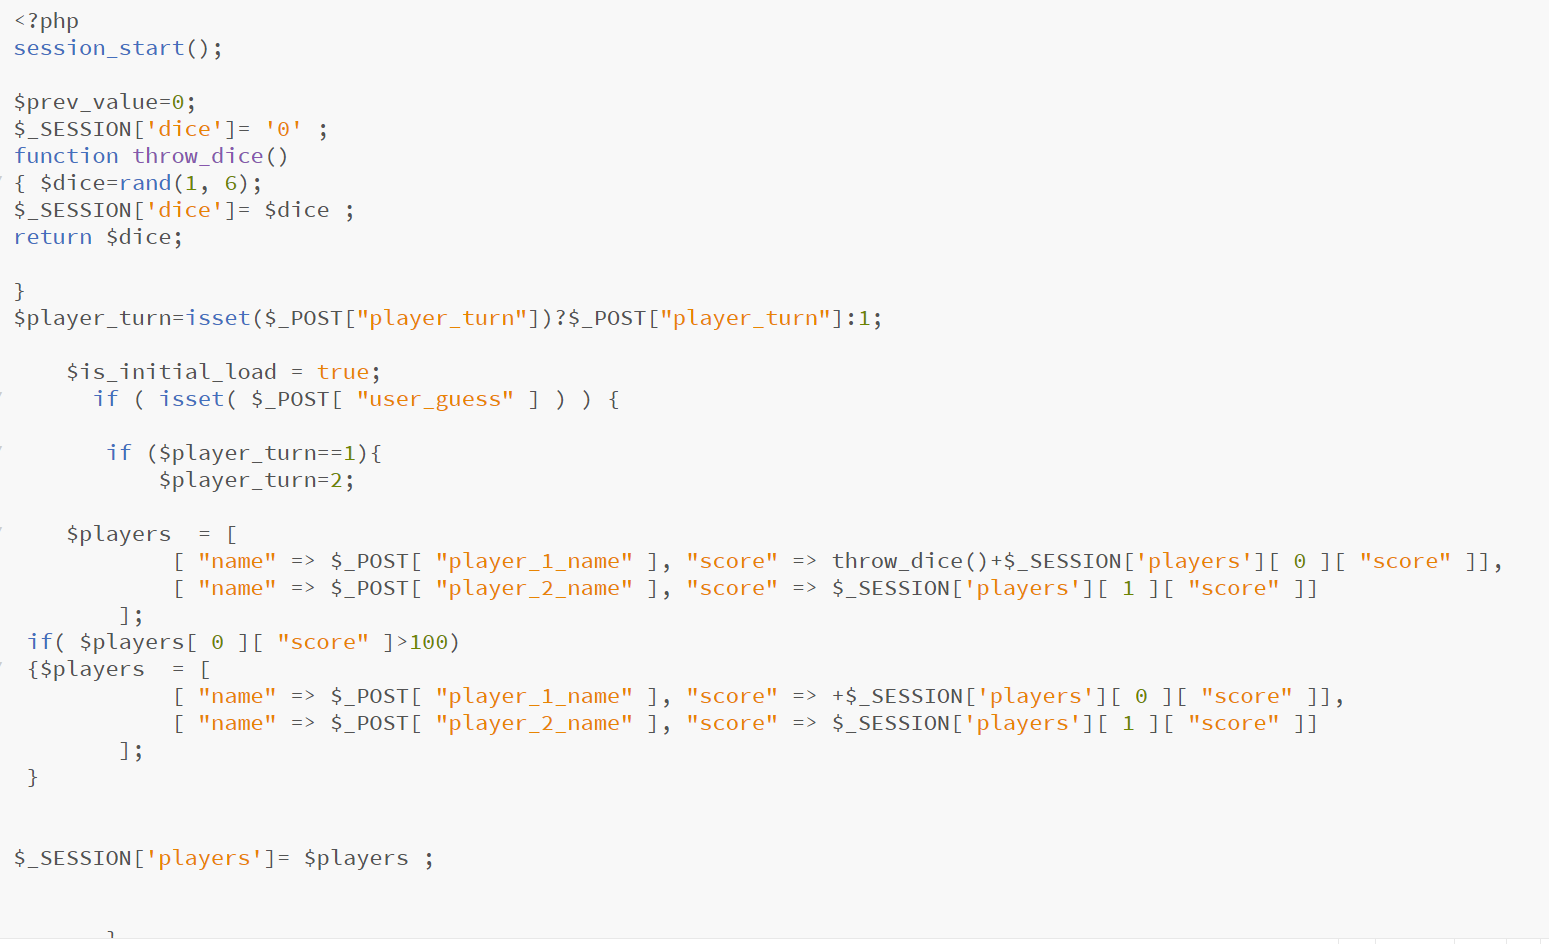 <?php
session_start();
$prev_value=0;
$_SESSION['dice']= '0' ;
function throw_dice()
{ $dice=rand(1, 6);
$_SESSION['dice']= $dice ;
return $dice;
}
$player_turn=isset($_POST["player_turn"])?$_POST["player_turn"]:1;
$is_initial_load = true;
if ( isset( $_POST[ "user_guess" ] ) ) {
if ($player_turn==1){
$player_turn=2;
$players  = [
[ "name" => $_POST[ "player_1_name" ], "score" => throw_dice()+$_SESSION['players'][ 0 ][ "score" ]],
[ "name" => $_POST[ "player_2_name" ], "score" => $_SESSION['players'][ 1 ][ "score" ]]
];
if( $players[ 0 ][ "score" ]>100)
{$players  = [
[ "name" => $_POST[ "player_1_name" ], "score" => +$_SESSION['players'][ 0 ][ "score" ]],
[ "name" => $_POST[ "player_2_name" ], "score" => $_SESSION['players'][ 1 ][ "score" ]]
];
}
$_SESSION['players']= $players ;